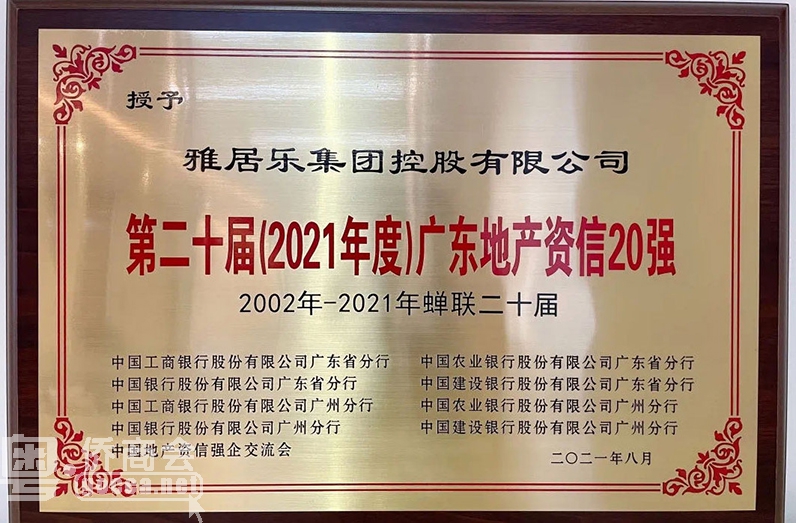 授予
雅居乐集团控股有限公司
第二十届(2021年度)广东地产资信20强
2002年-2021年蝉联二十届
中国工商银行股份有限公司广东省分行 中国农业银行股份有限公司广东省分行
中国银行股份有限公司广东省分行 中国建设银行股份有限公司广东省分行
中国工商银行股份有限公司广州分行 中国农业银行股份有限公司广州分行
中国银行股份有限公司广州分行 中国建设银行股份有限公司广州分行
中国地产资信强企交流会 二〇二一年八月
粤 侨商会